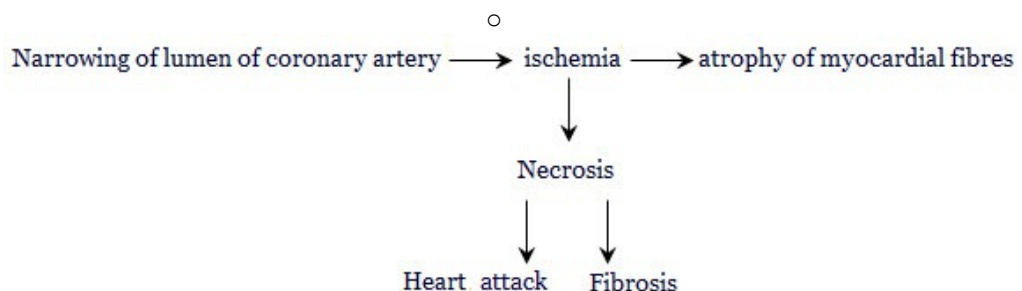 Narrowing of lumen of coronary artery ischemia atrophy of myocardial fibres
Necrosis
Heart attack Fibrosis